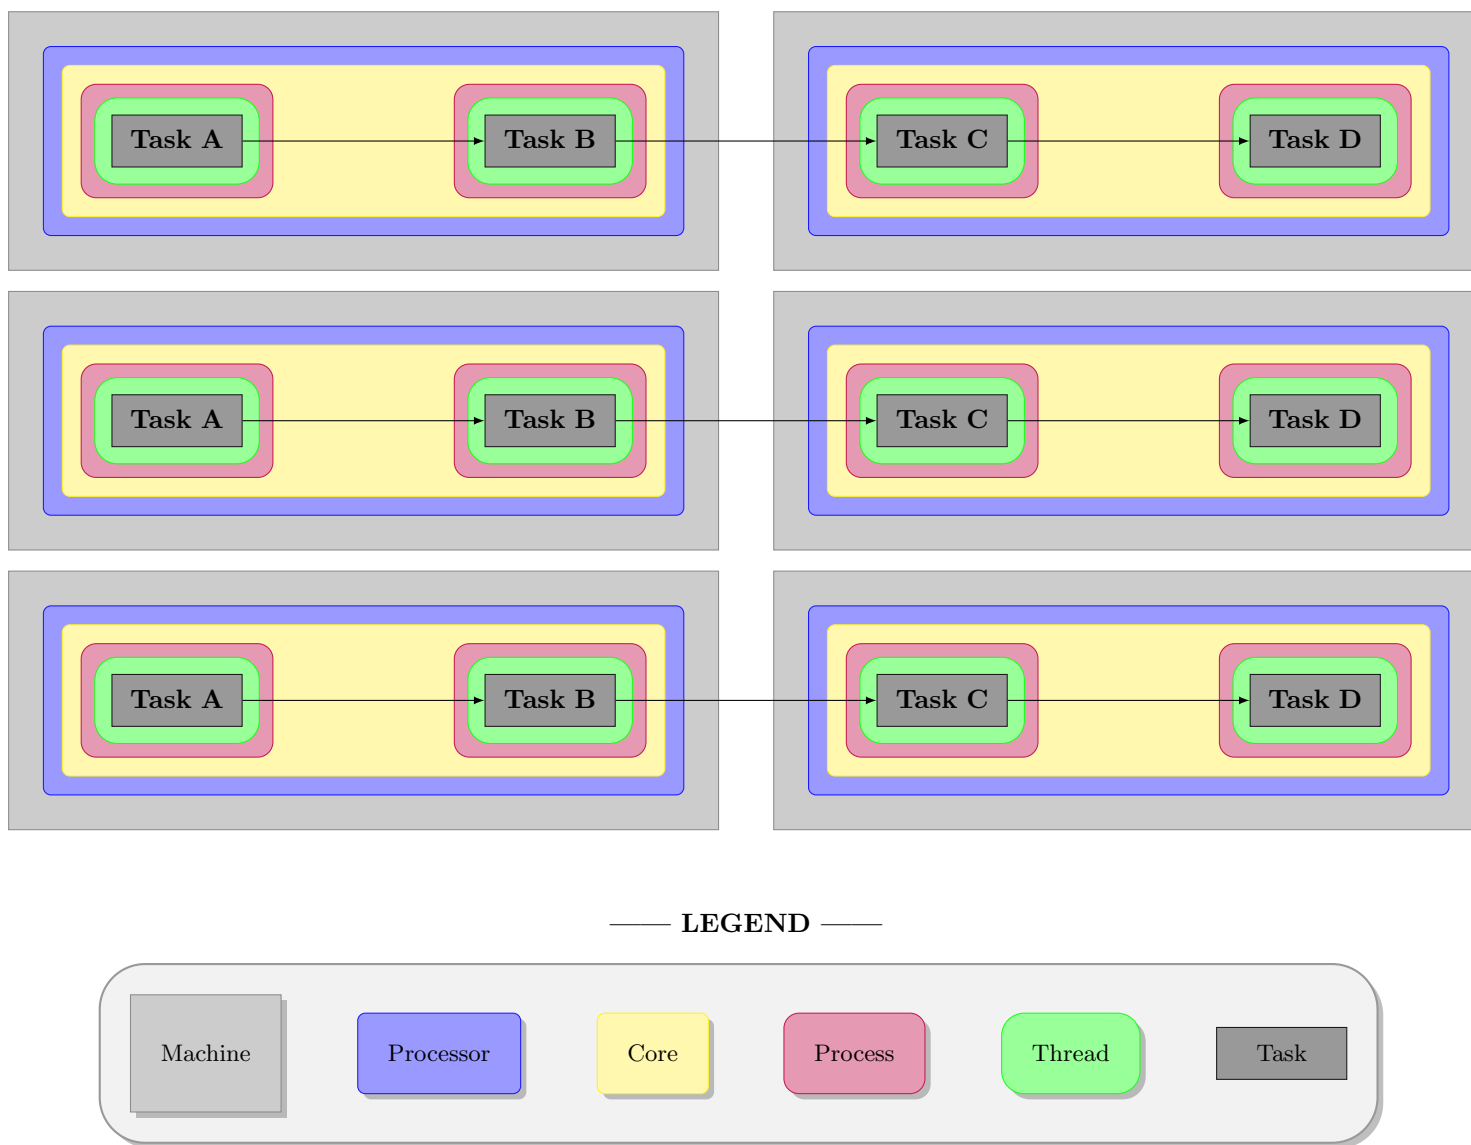 Task A Task B Task C Task D
Task A Task B Task C Task D
Task A Task B Task C Task D
LEGEND
Machine Processor Core Process Thread Task